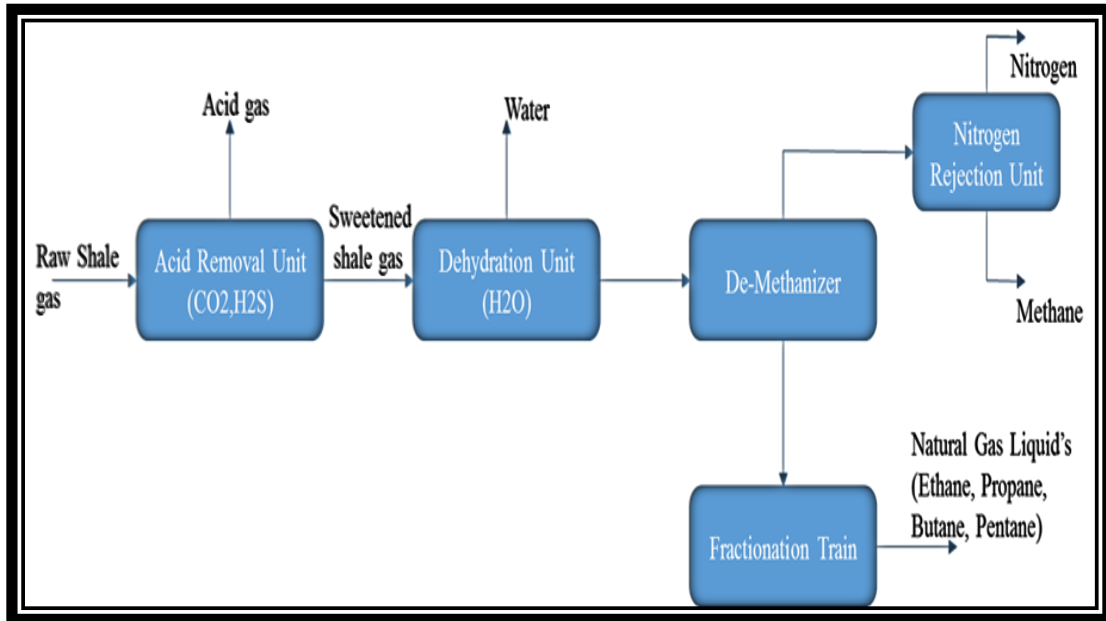 Nitrogen
Acid gas
Water
Nitrogen
Rejection Unit
Raw Shale
gas
Acid Removal Unit
(CO2,H2S)
Sweetened
shale gas
Dehydration Unit
(H2O)
De-Methanizer
Methane
Natural Gas Liquid's
(Ethane, Propane,
Butane, Pentane)
Fractionation Train